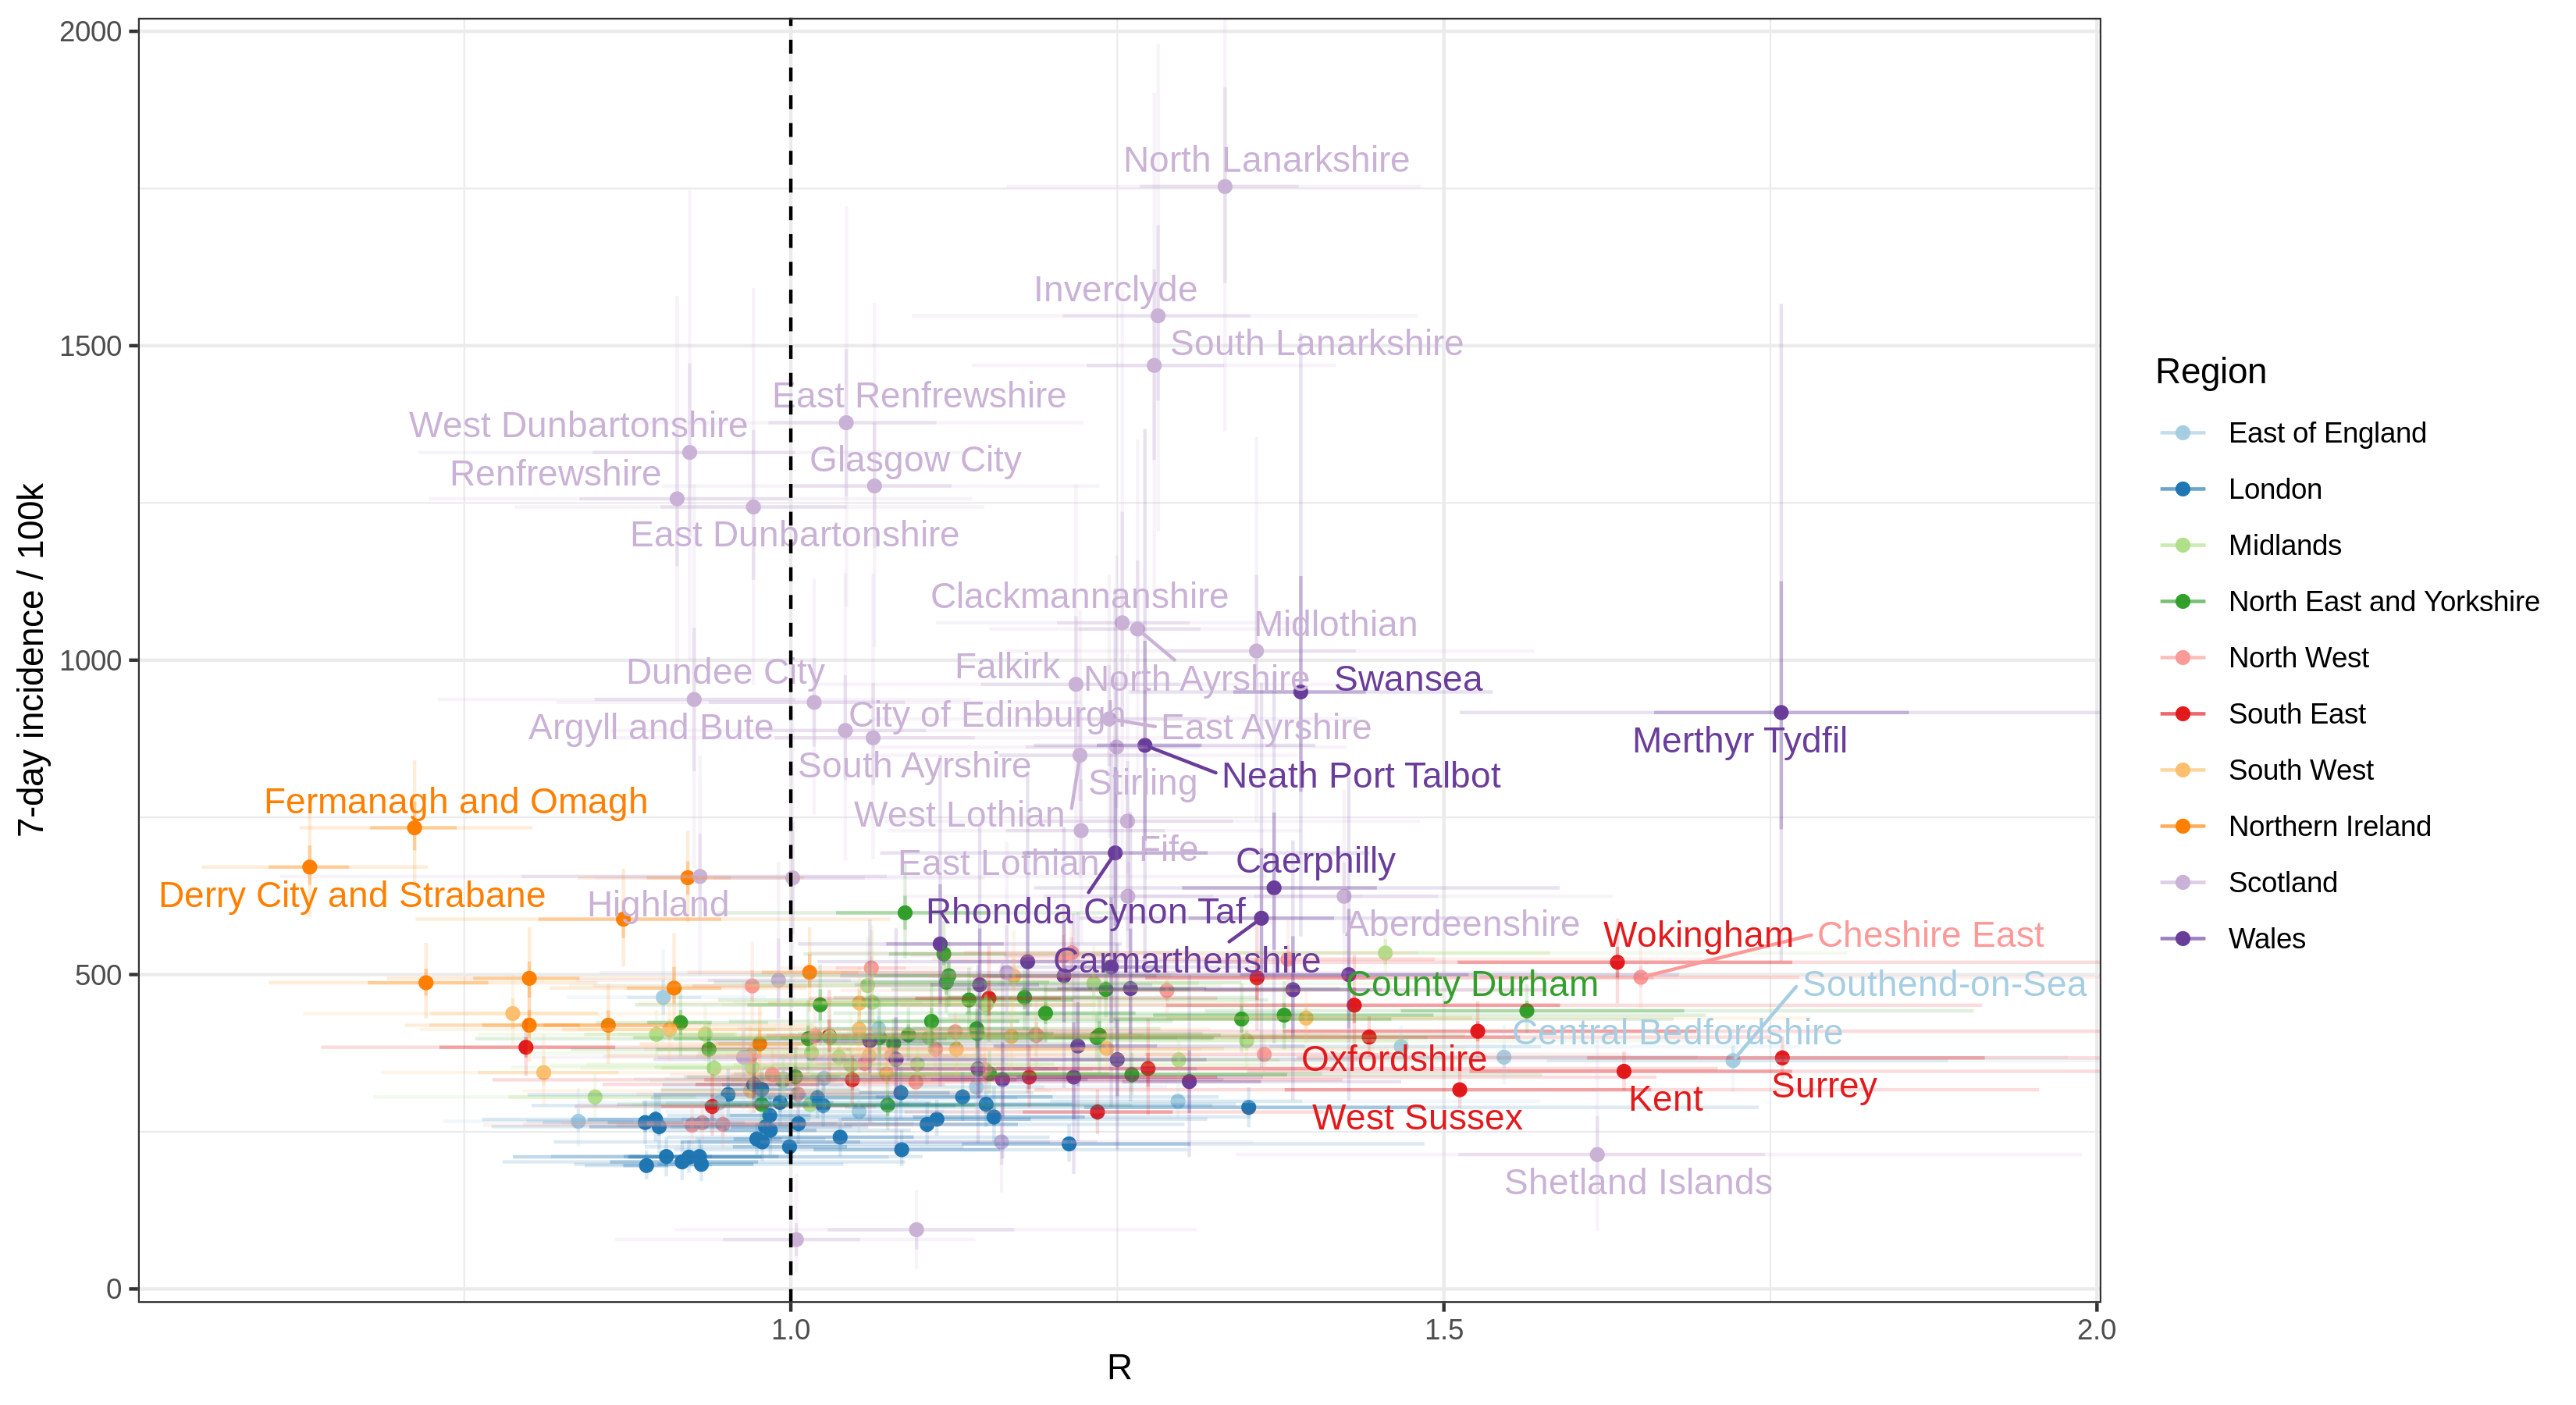 2000
1500
1000
500
0
7-day incidence / 100k
North Lanarkshire
Inverclyde
South Lanarkshire
East Renfrewshire
West Dunbartonshire
Glasgow City
Renfrewshire
East Dunbartonshire
Clackmannanshire
Midlothian
Falkirk
Dundee City
North Ayrshire
Swansea
City of Edinburgh
Argyll and Bute
East Ayrshire
Merthyr Tydfil
South Ayrshire
Neath Port Talbot
Stirling
Fermanagh and Omagh
West Lothian
Fife
East Lothian
Caerphilly
Derry City and Strabane
Highland
Rhondda Cynon Taf
Aberdeenshire
Wokingham
Cheshire East
Carmarthenshire
County Durham
Southend-on-Sea
Central Bedfordshire
Oxfordshire
Surrey
Kent
West Sussex
Shetland Islands
1.0
1.5
2.0
R
Region
East of England
London
Midlands
North East and Yorkshire
North West
South East
South West
Northern Ireland
Scotland
Wales